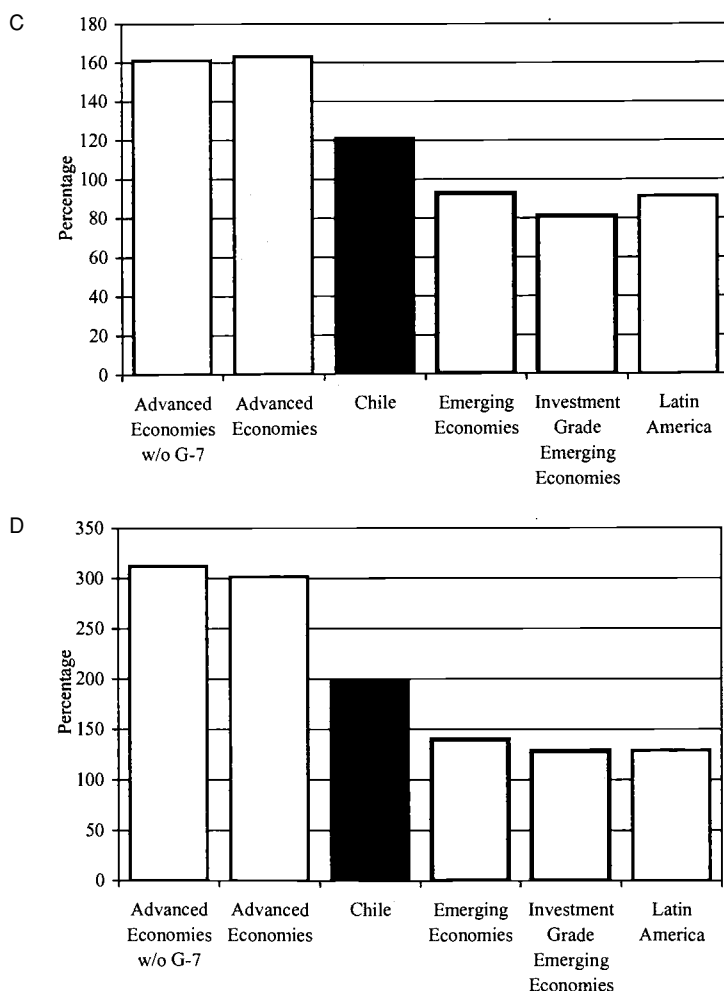 C
180
160
140
120
100
80
60
40
20
0
Percentage
Advanced
Economies
w/o G-7
Advanced
Economies
Chile
Emerging
Economies
Investment
Grade
Emerging
Economies
Latin
America
D
350
300
250
200
150
100
50
0
Percentage
Advanced
Economies
w/o G-7
Advanced
Economies
Chile
Emerging
Economies
Investment
Grade
Emerging
Economies
Latin
America